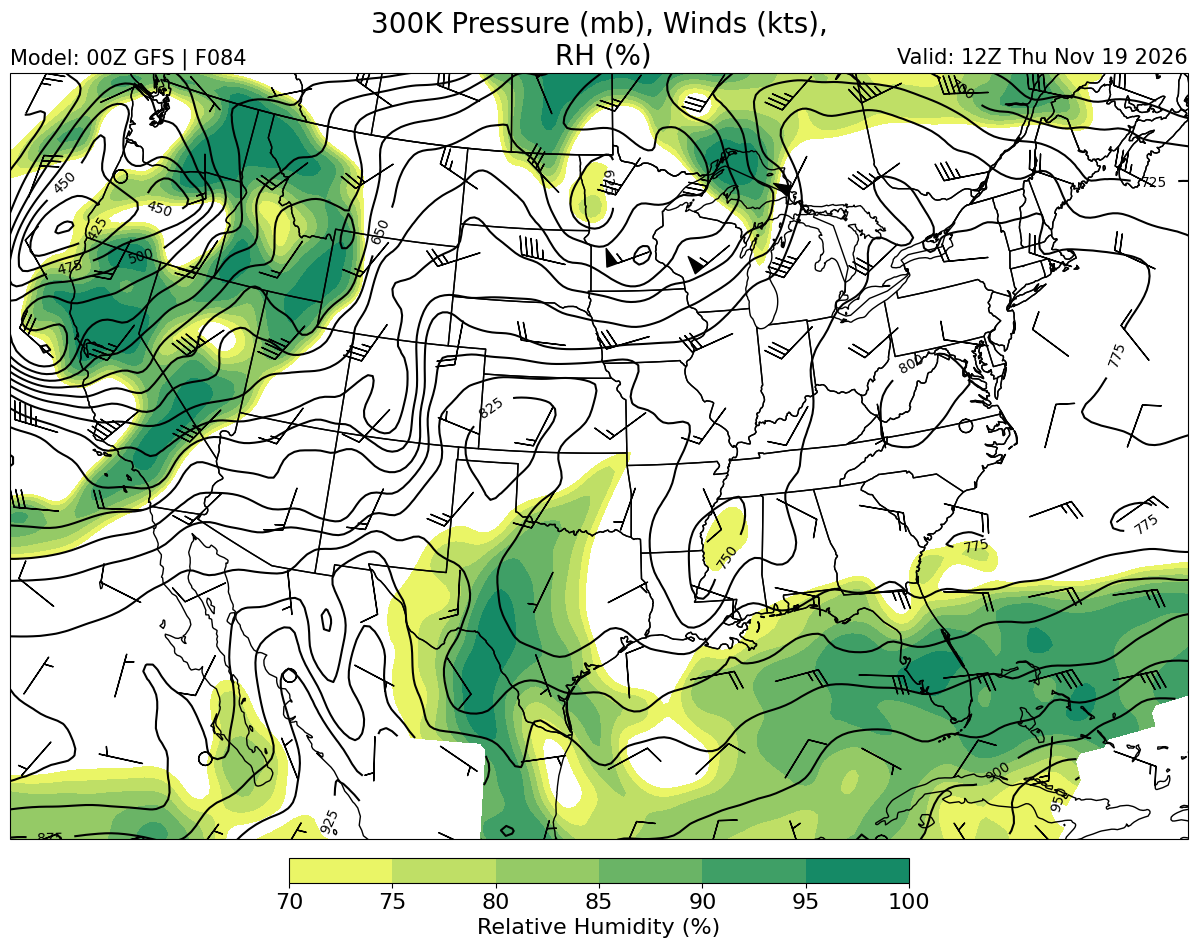 300K Pressure (mb), Winds (kts),
RH (%)
Model: 00Z GFS | F084
Valid: 12Z Thu Nov 19 2026
725
450
450
425
650
475
500
775
800
825
775
775
750
900
950
925
875
70 75 80 85 90 95 100
Relative Humidity (%)